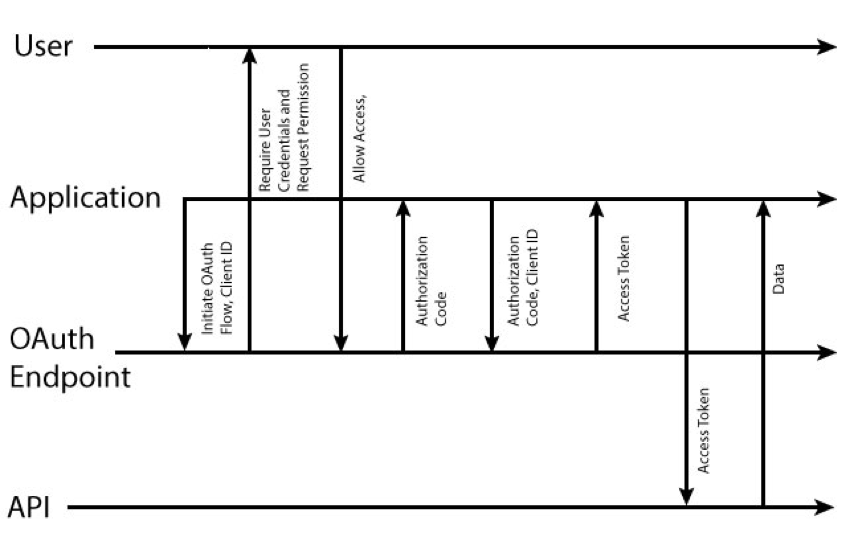 User
Require User
Credentials and
Request Permission
Allow Access,
Application
Initiate OAuth
Flow, Client ID
Authorization
Code
Authorization
Code, Client ID
Access Token
Data
OAuth
Endpoint
Access Token
API